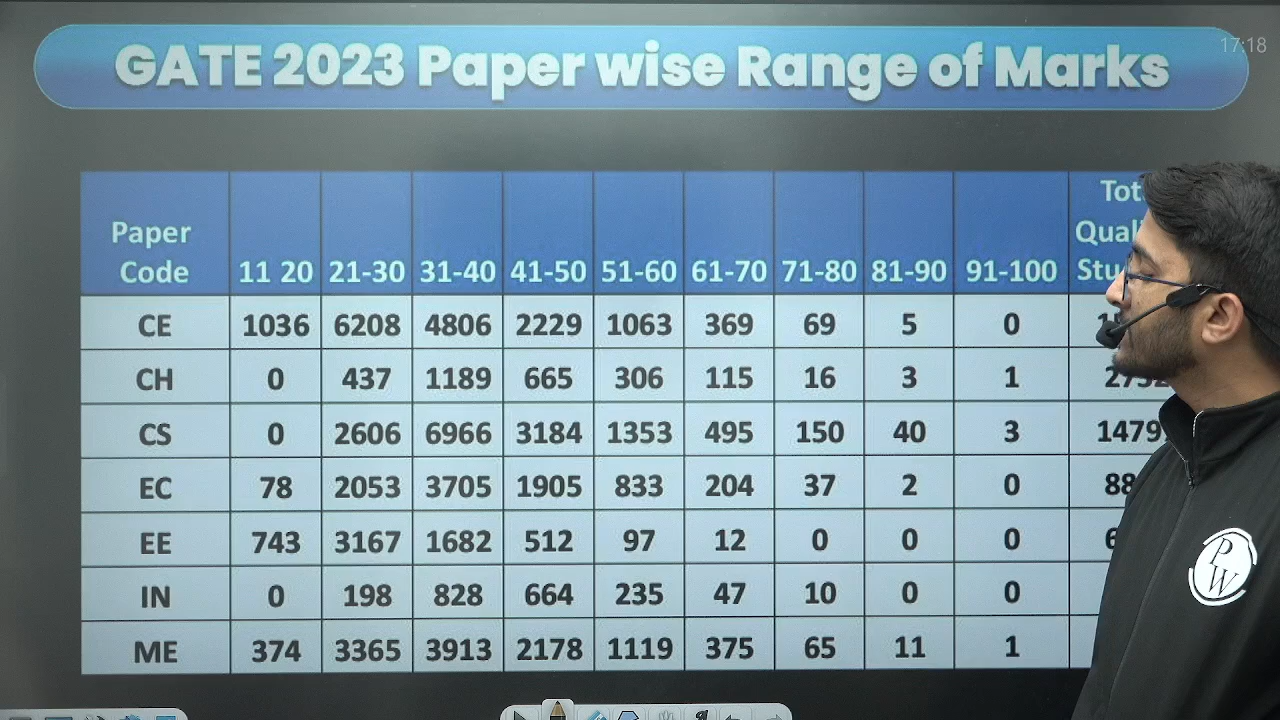 GATE 2023 Paper wise Range of Marks
17:18
Paper Code 11 20 21-30 31-40 41-50 51-60 61-70 71-80 81-90 91-100
CE 1036 6208 4806 2229 1063 369 69 5 0
CH 0 437 1189 665 306 115 16 3 1
CS 0 2606 6966 3184 1353 495 150 40 3
EC 78 2053 3705 1905 833 204 37 2 0
EE 743 3167 1682 512 97 12 0 0 0
IN 0 198 828 664 235 47 10 0 0
ME 374 3365 3913 2178 1119 375 65 11 1
PW